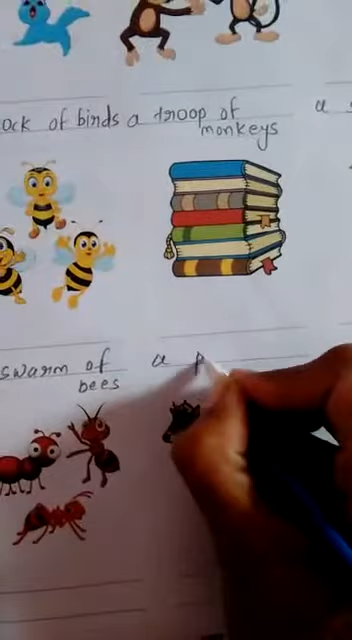 ock of birds a troop of
monkeys
a
swarm of
bees
a p